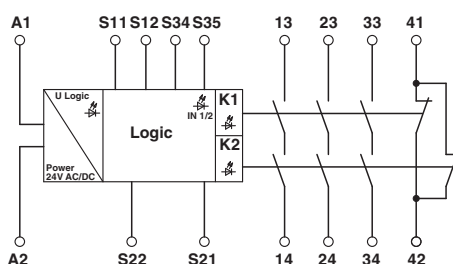 A1 S11 S12 S34 S35 13 23 33 41
U Logic
IN 1/2
K1
Logic
K2
Power
24V AC/DC
A2 S22 S21 14 24 34 42